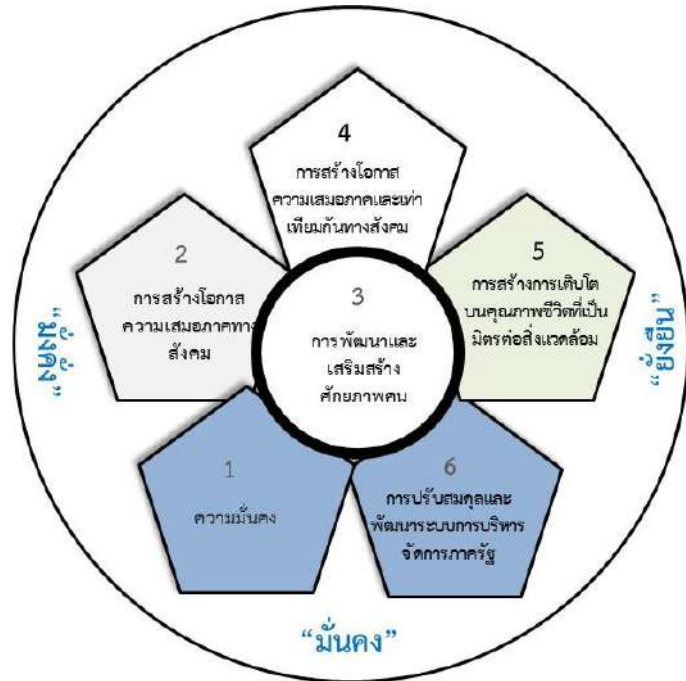 4
การสร้างโอกาส
ความเสมอภาคและเท่า
เทียมกันทางสังคม
2
การสร้างโอกาส
ความเสมอภาคทาง
สังคม
3
การพัฒนาและ
เสริมสร้าง
ศักยภาพคน
5
การสร้างการเติบโต
บนคุณภาพชีวิตที่เป็น
มิตรต่อสิ่งแวดล้อม
“มั่งคั่ง”
“ยั่งยืน”
1
ความมั่นคง
6
การปรับสมดุลและ
พัฒนาระบบการบริหาร
จัดการภาครัฐ
“มั่นคง”